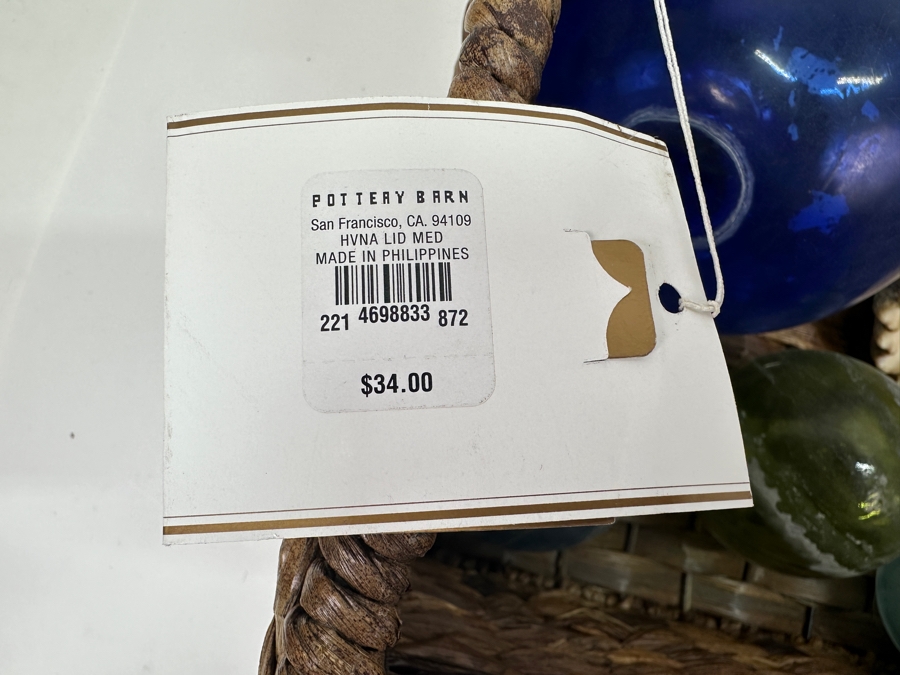 POTTERY BARN
San Francisco, CA. 94109
HVNA LID MED
MADE IN PHILIPPINES
221 4698833 872
$34.00